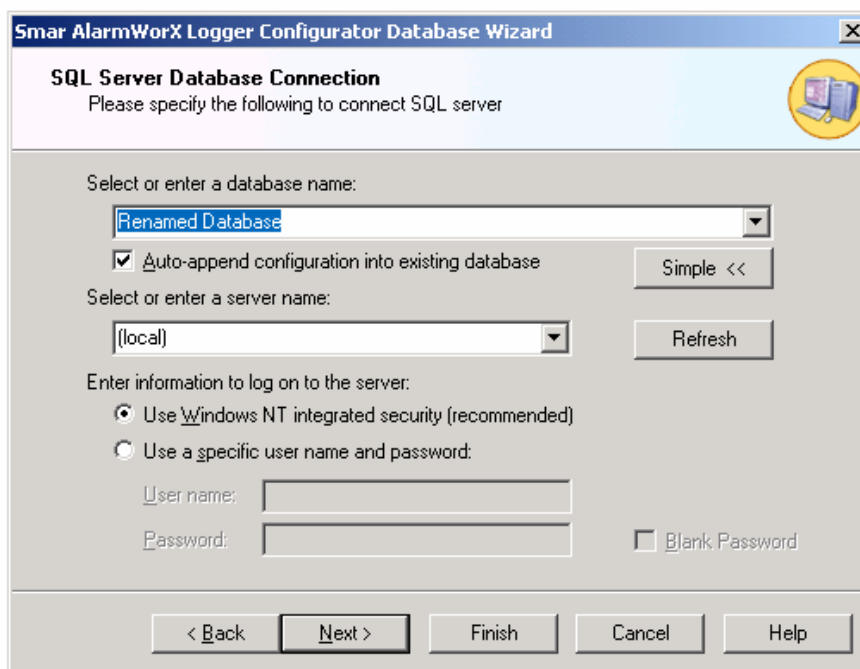 Smar AlarmWorX Logger Configurator Database Wizard
SQL Server Database Connection
Please specify the following to connect SQL server
Select or enter a database name:
Renamed Database
Auto-append configuration into existing database
Simple <<
Select or enter a server name:
(local)
Refresh
Enter information to log on to the server:
Use Windows NT integrated security (recommended)
Use a specific user name and password:
User name:
Password:
Blank Password
< Back
Next >
Finish
Cancel
Help